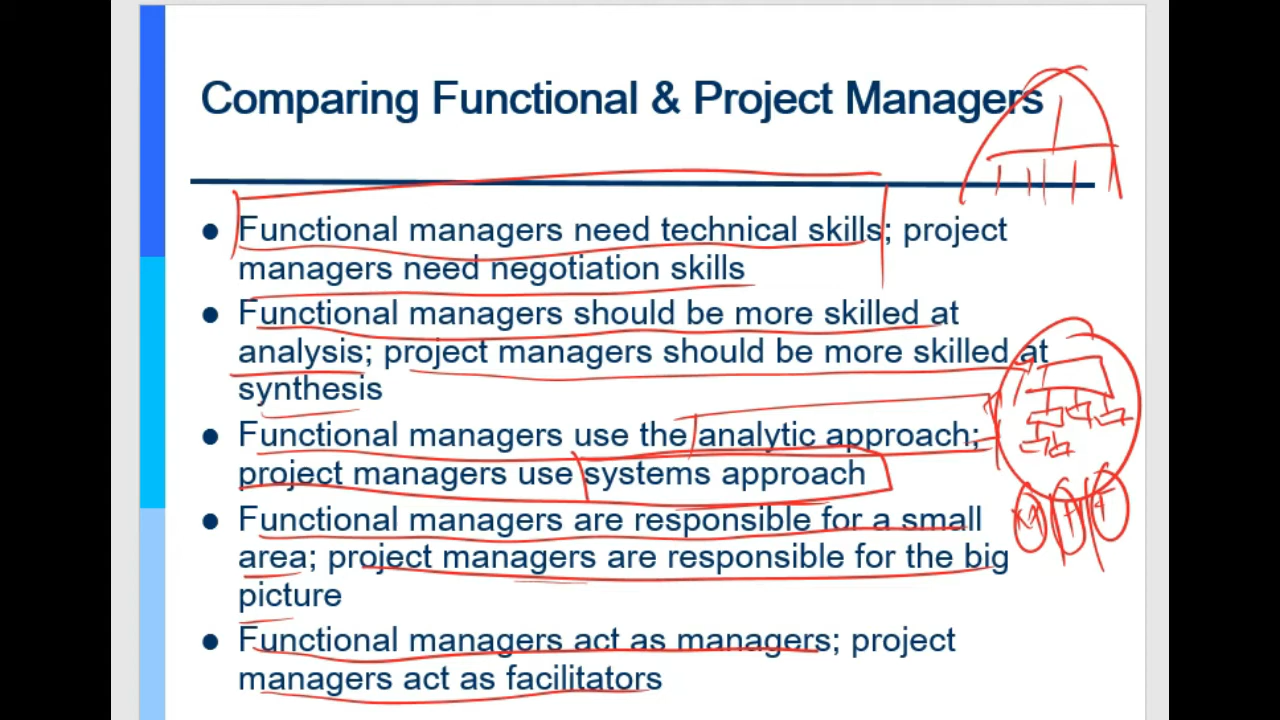 Comparing Functional & Project Managers
● Functional managers need technical skills; project
managers need negotiation skills
● Functional managers should be more skilled at
analysis; project managers should be more skilled at
synthesis
● Functional managers use the analytic approach;
project managers use systems approach
● Functional managers are responsible for a small
area; project managers are responsible for the big
picture
● Functional managers act as managers; project
managers act as facilitators